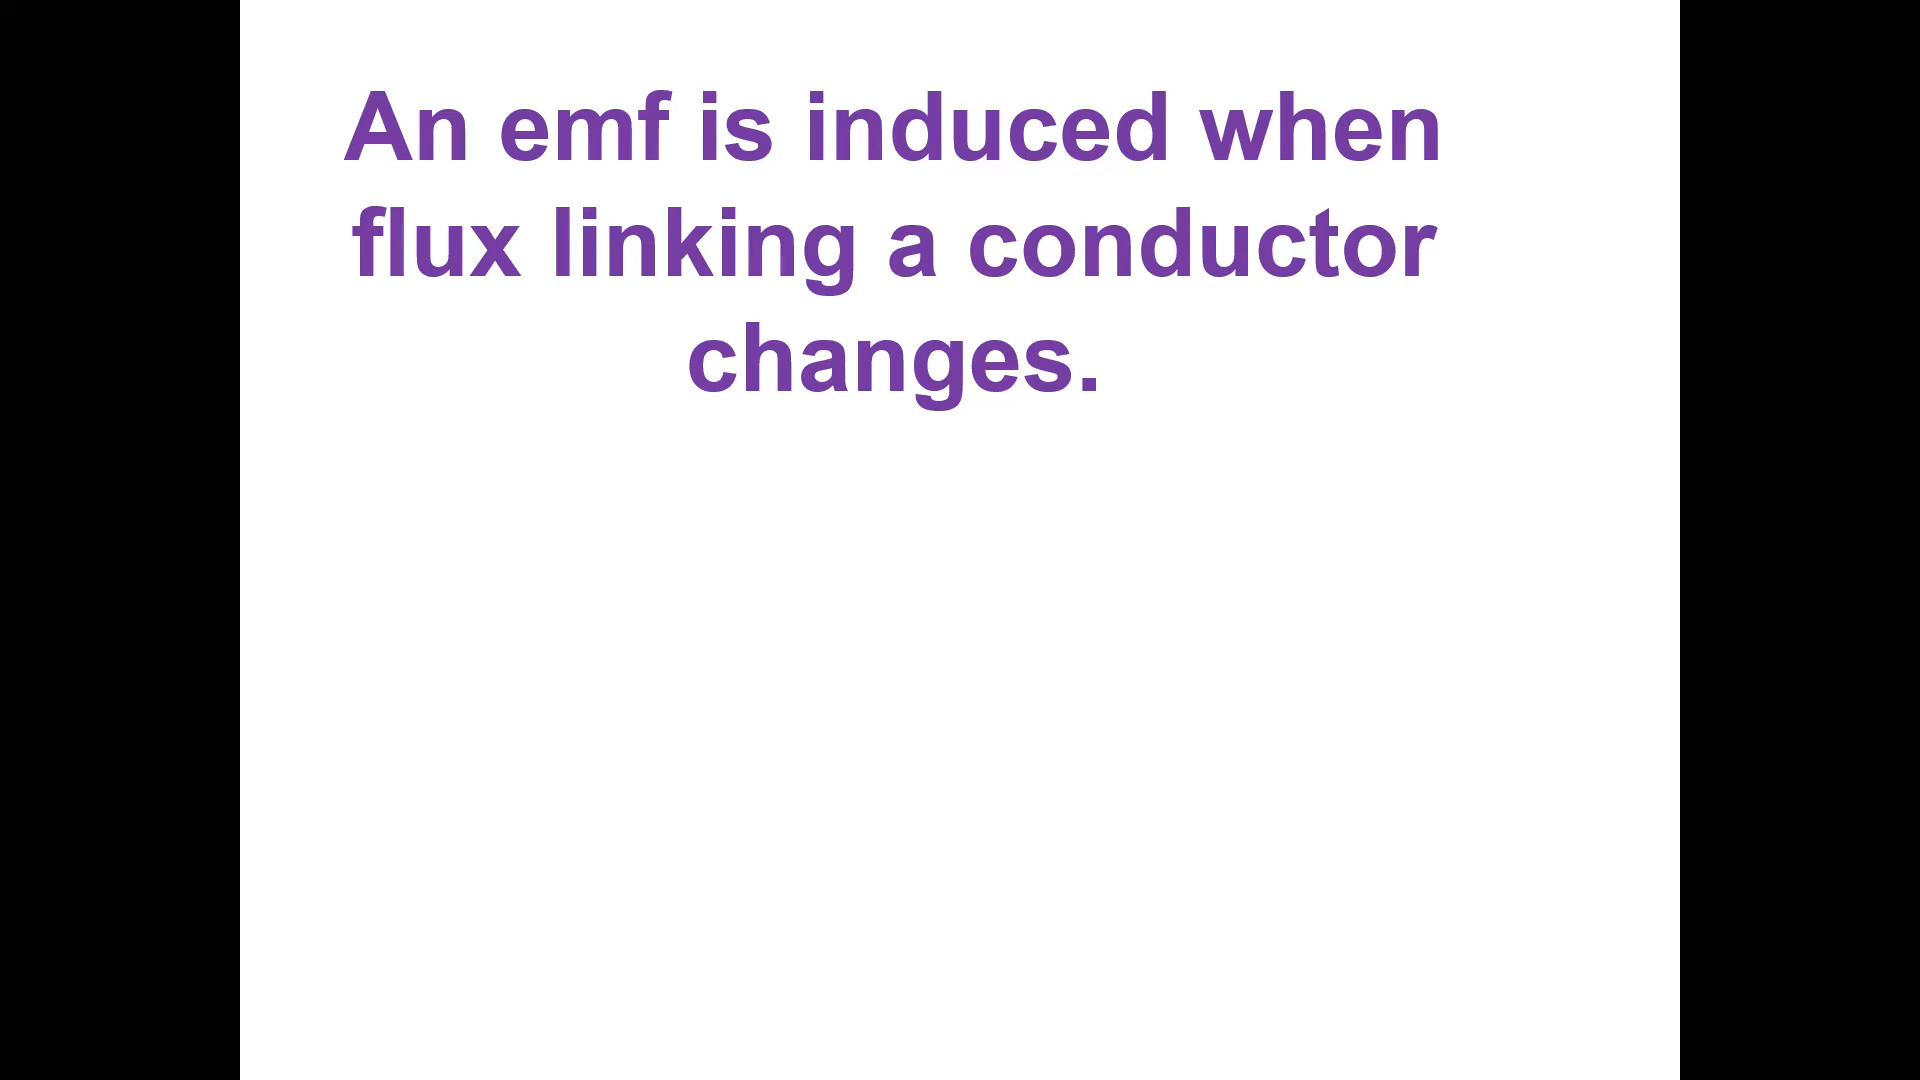 An emf is induced when
flux linking a conductor
changes.